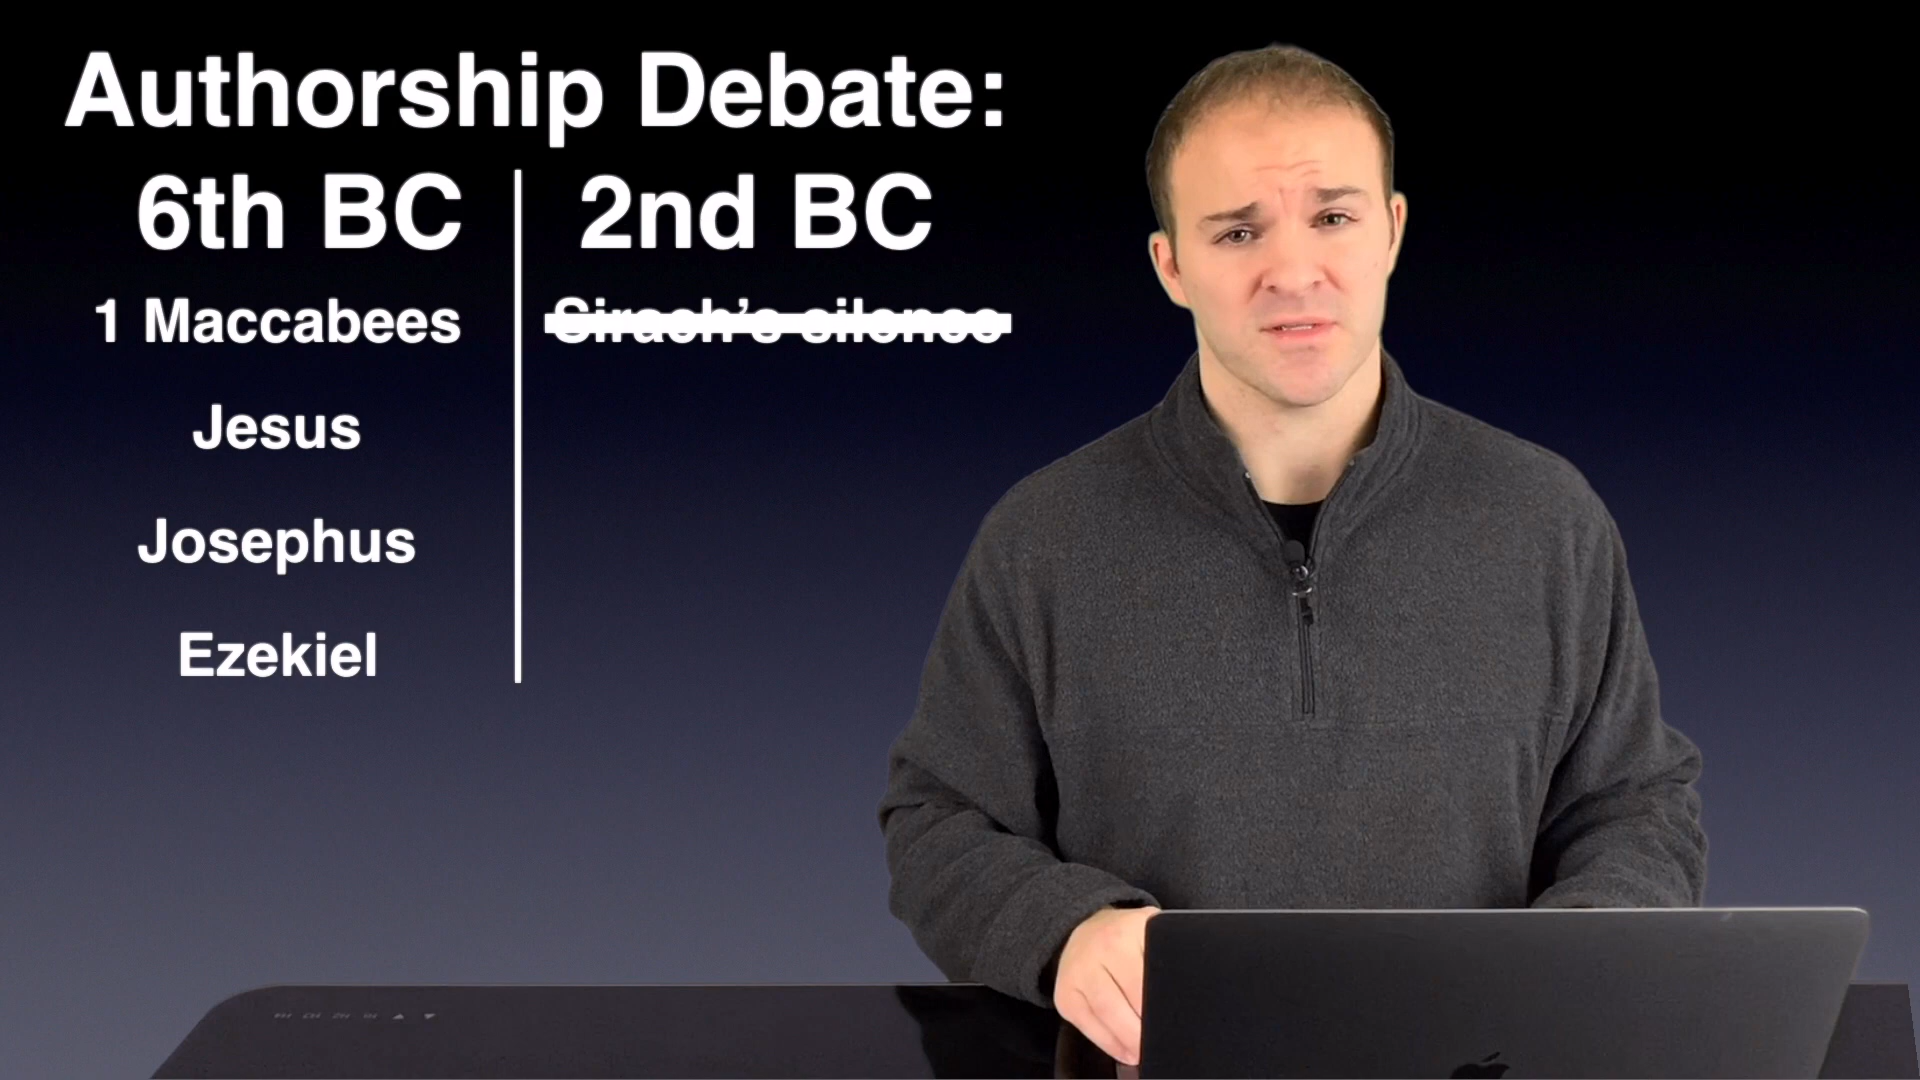 Authorship Debate:
6th BC
2nd BC
1 Maccabees
Sirach's silence
Jesus
Josephus
Ezekiel